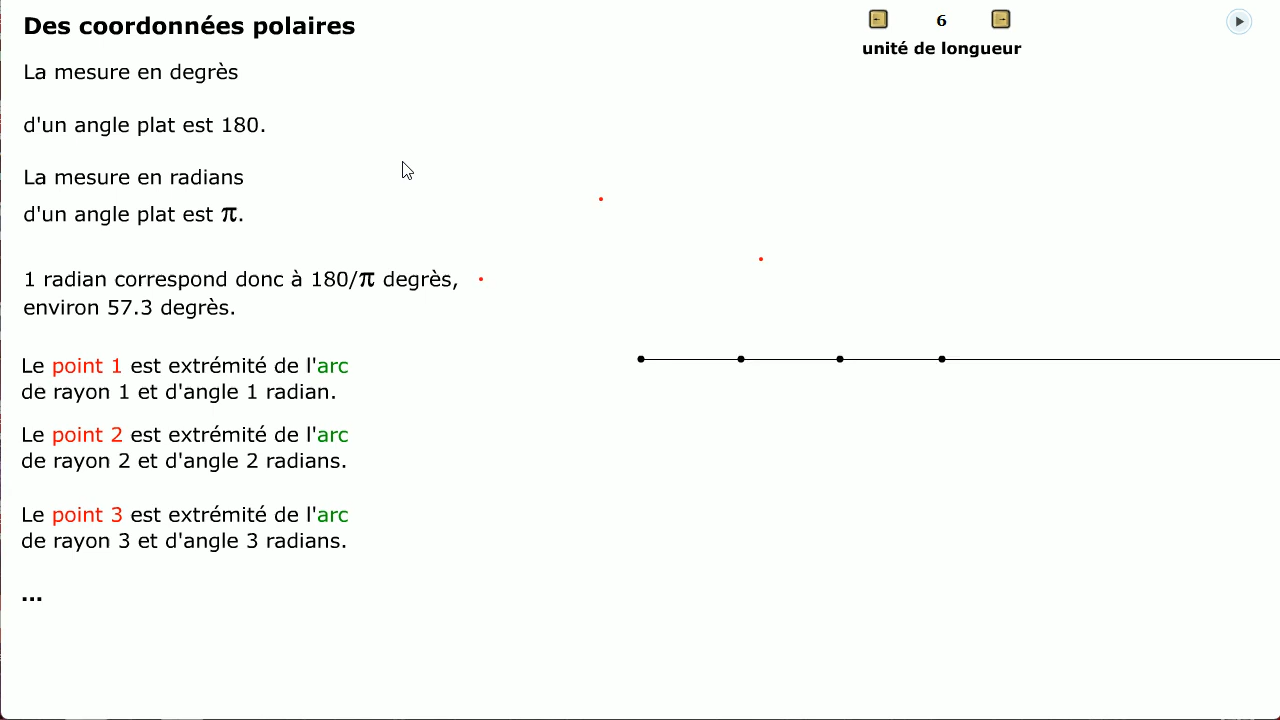 Des coordonnées polaires
6
unité de longueur
La mesure en degrès
d'un angle plat est 180.
La mesure en radians
d'un angle plat est π.
1 radian correspond donc à 180/π degrès,
environ 57.3 degrès.
Le point 1 est extrémité de l'arc
de rayon 1 et d'angle 1 radian.
Le point 2 est extrémité de l'arc
de rayon 2 et d'angle 2 radians.
Le point 3 est extrémité de l'arc
de rayon 3 et d'angle 3 radians.
...